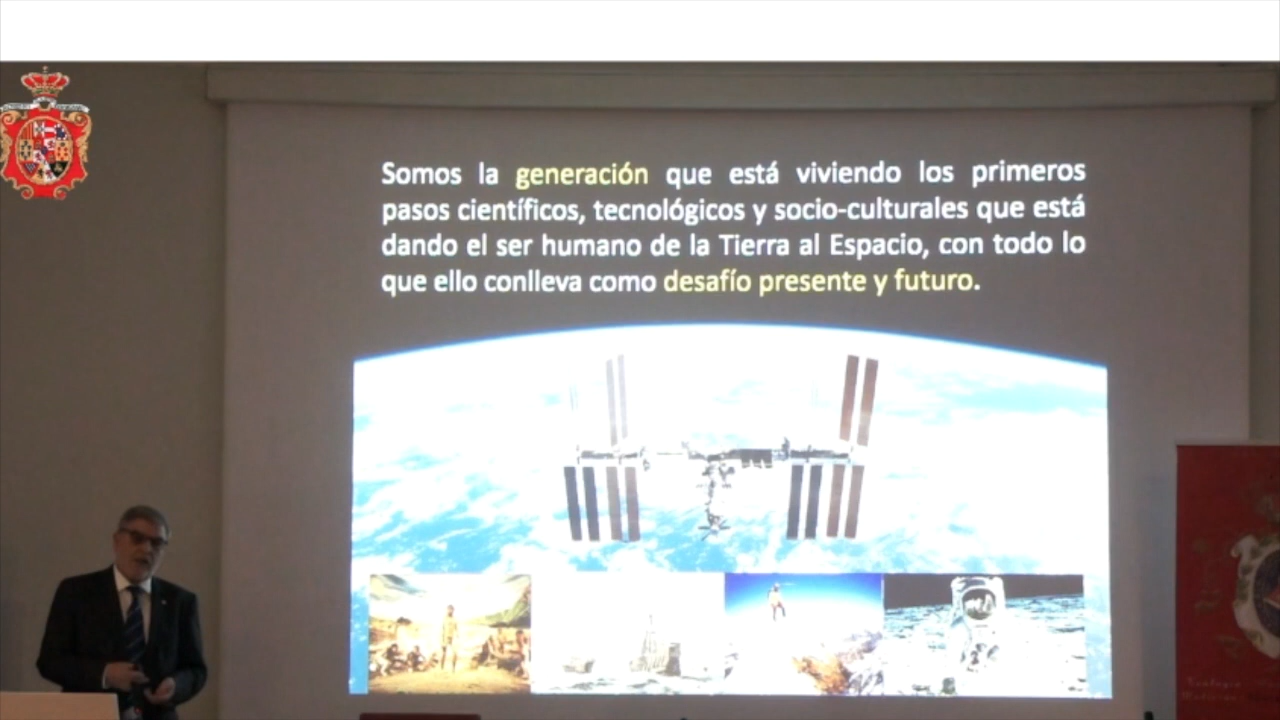 Somos la generación que está viviendo los primeros
pasos científicos, tecnológicos y socio-culturales que está
dando el ser humano de la Tierra al Espacio, con todo lo
que ello conlleva como desafío presente y futuro.